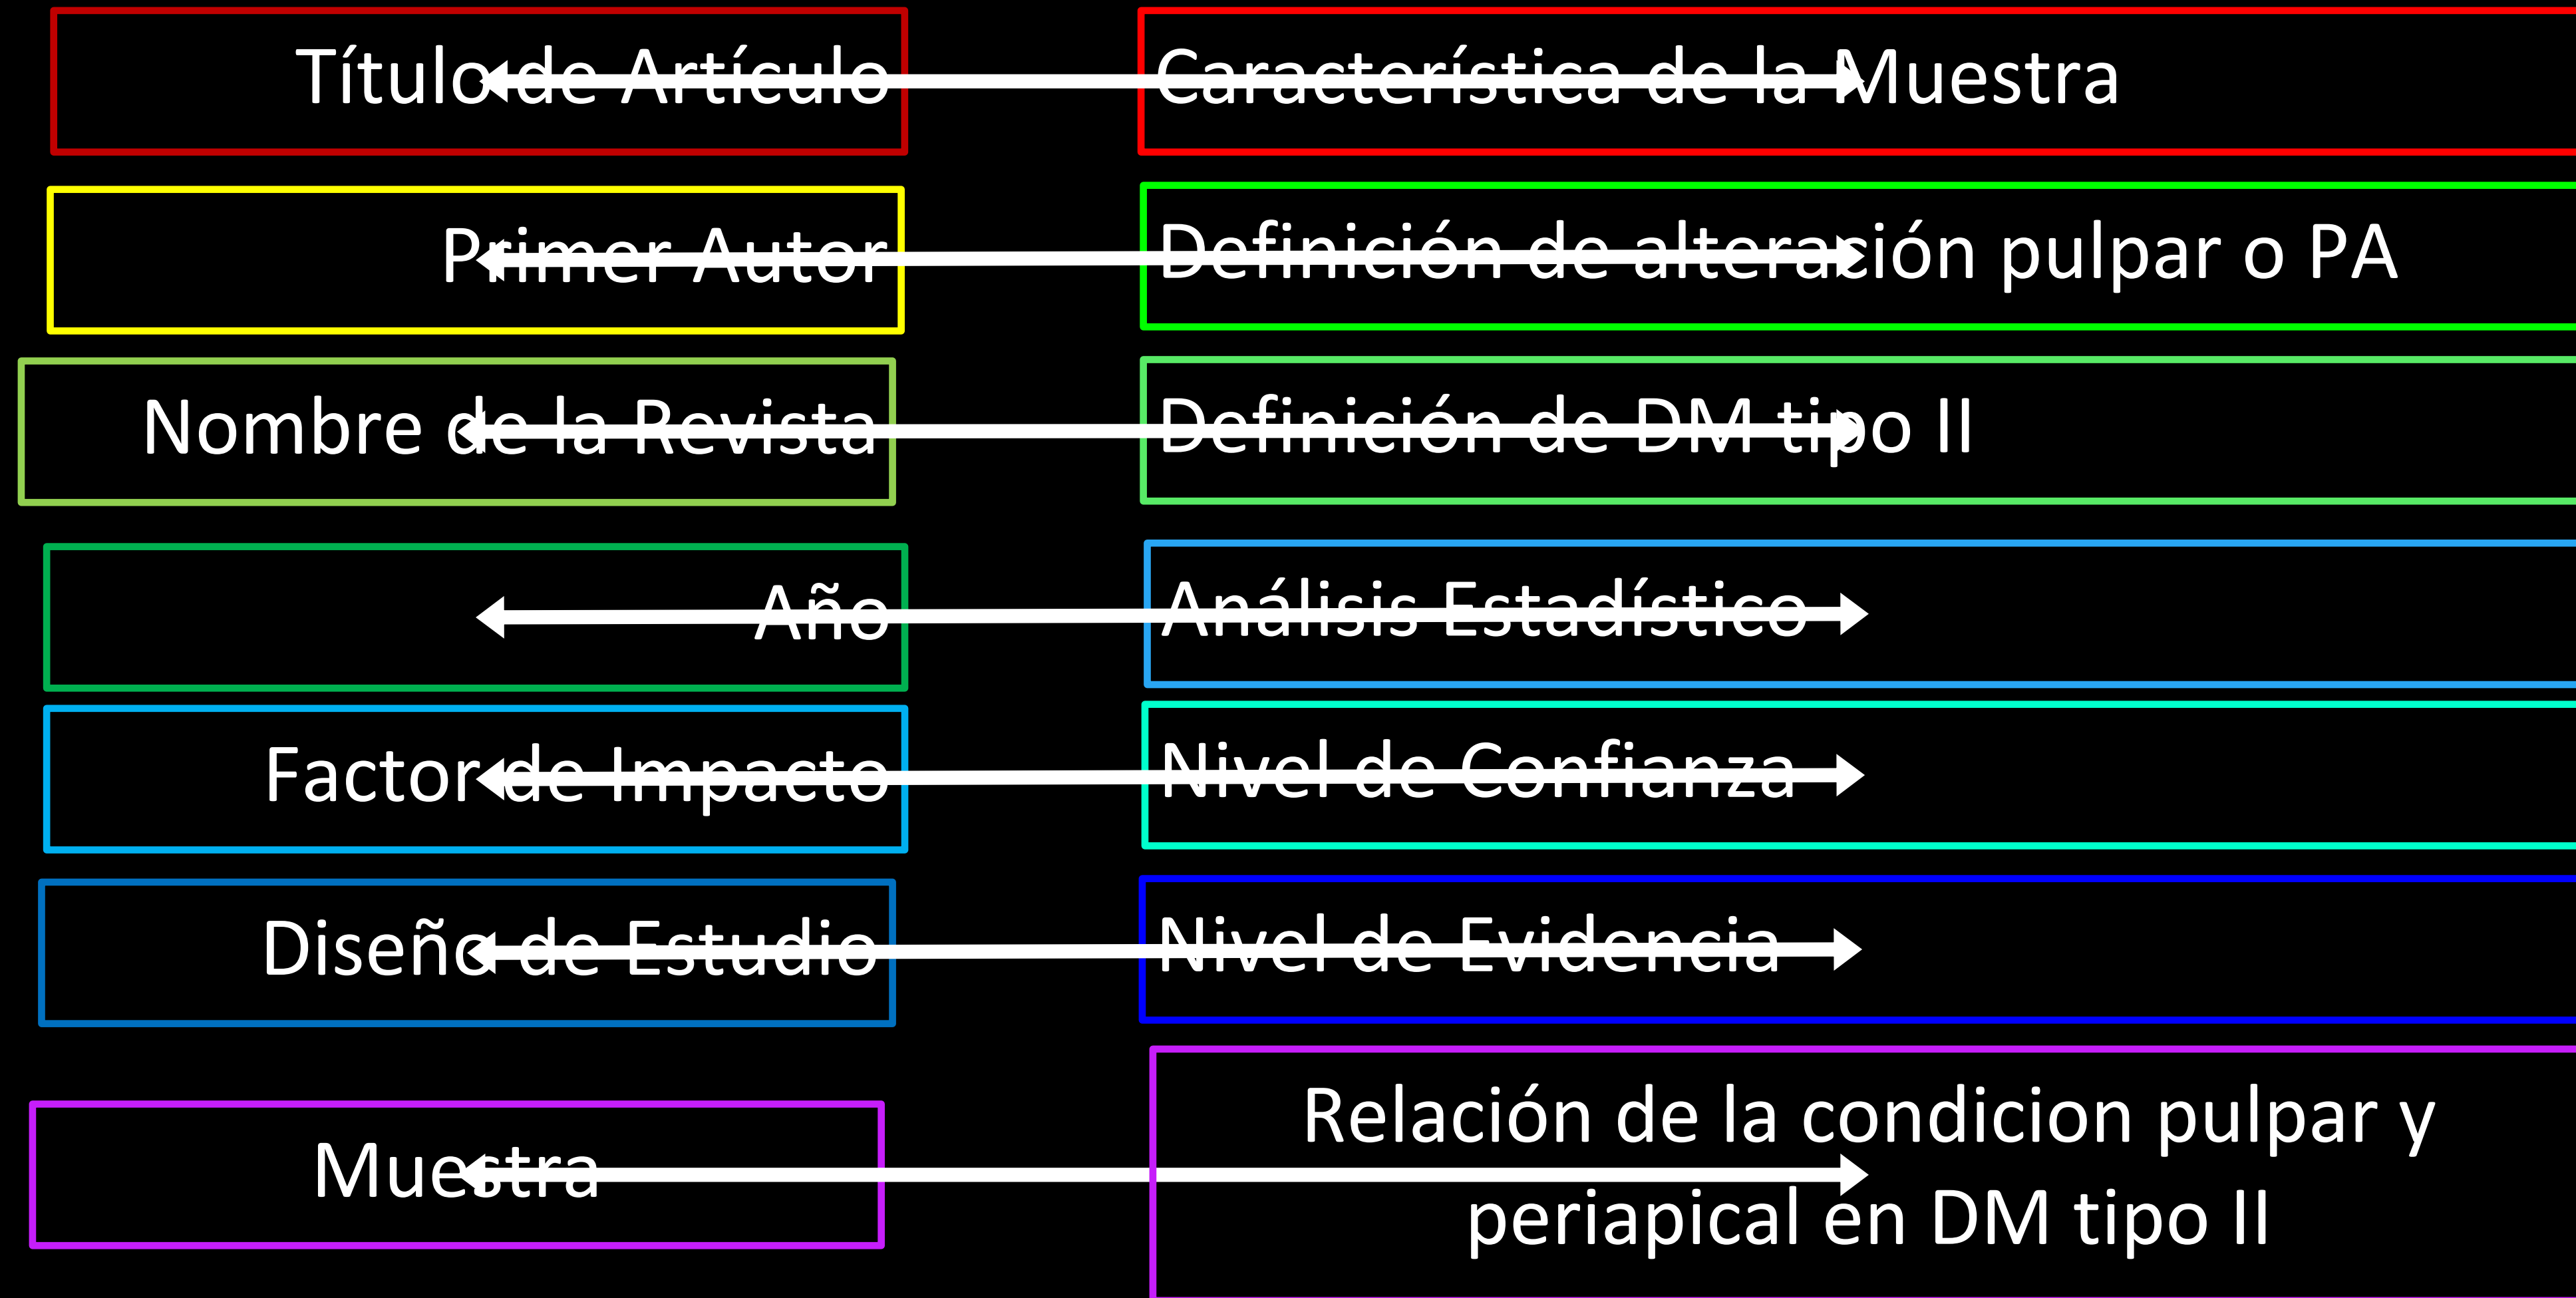 Título de Artículo
Característica de la Muestra
Primer Autor
Definición de alteración pulpar o PA
Nombre de la Revista
Definición de DM tipo II
Año
Análisis Estadístico
Factor de Impacto
Nivel de Confianza
Diseño de Estudio
Nivel de Evidencia
Muestra
Relación de la condicion pulpar y
periapical en DM tipo II